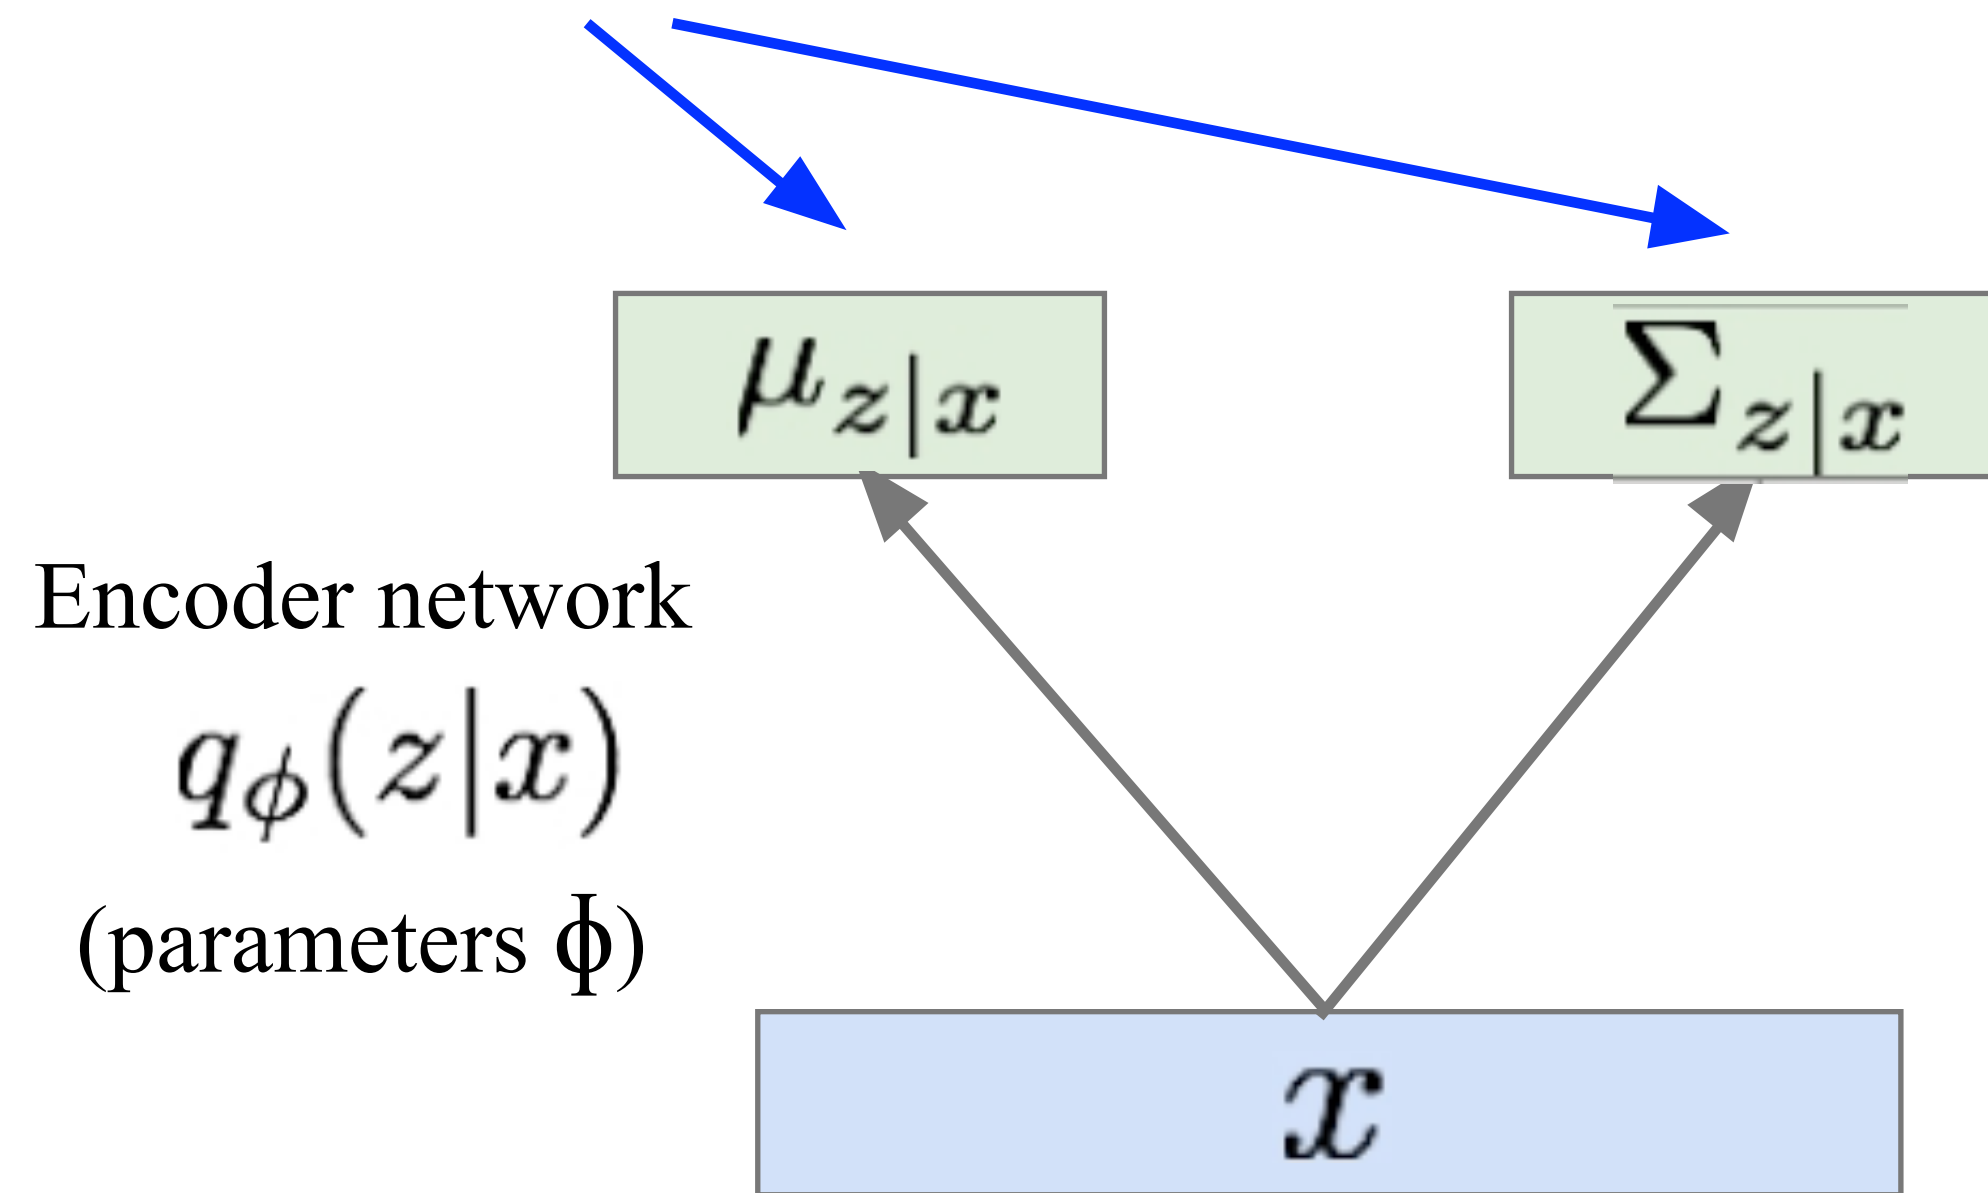 μz|x
Σz|x
Encoder network
qϕ(z|x)
(parameters ϕ)
x